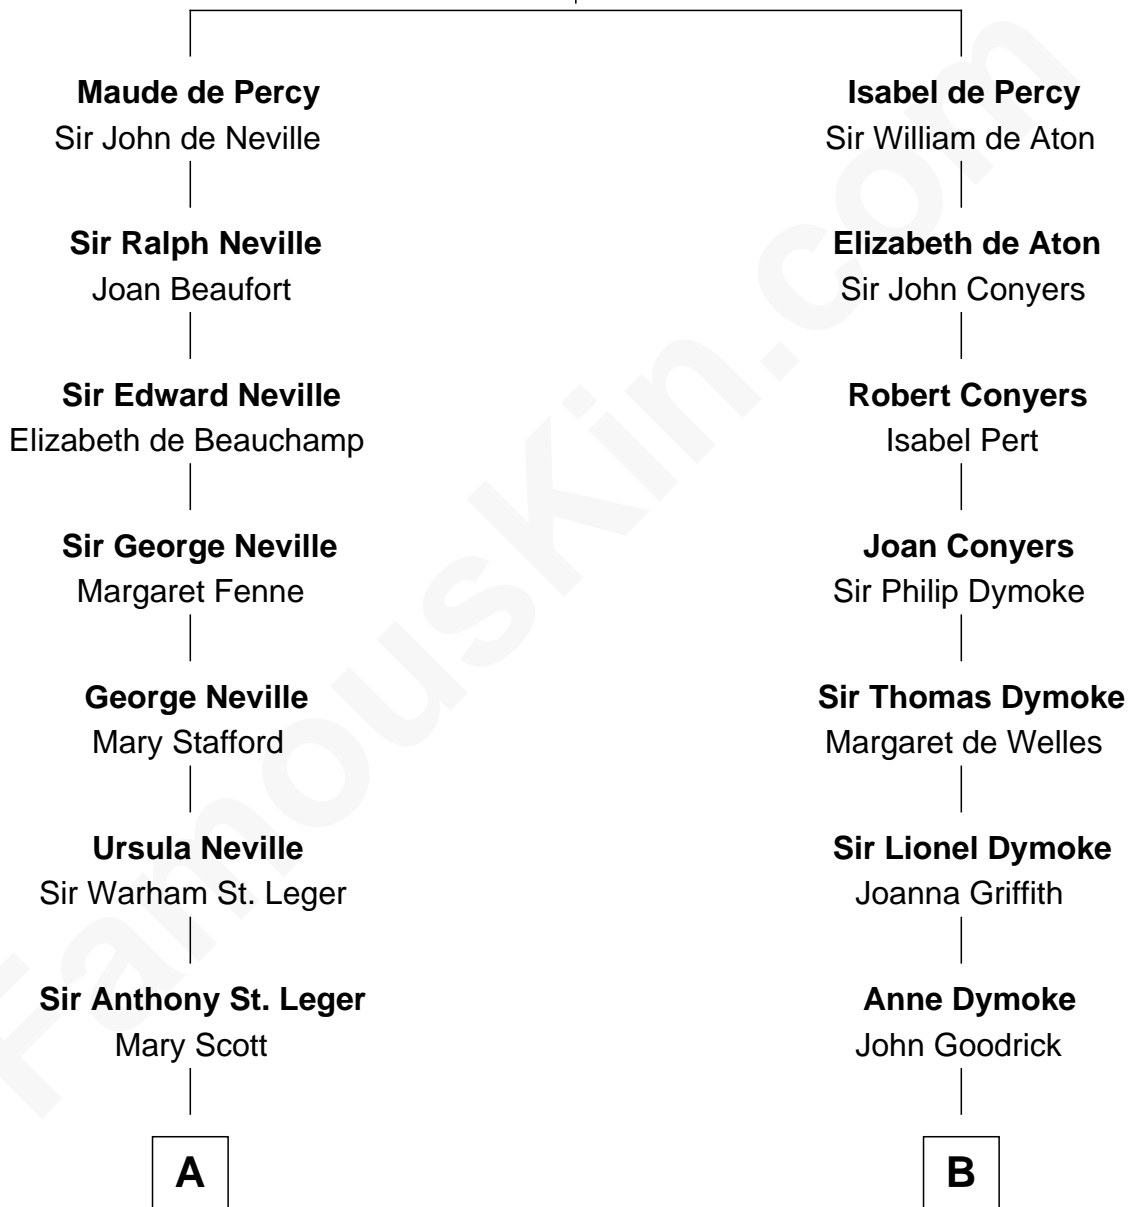 Maude de Percy
Sir John de Neville
Isabel de Percy
Sir William de Aton
Sir Ralph Neville
Joan Beaufort
Elizabeth de Aton
Sir John Conyers
Sir Edward Neville
Elizabeth de Beauchamp
Robert Conyers
Isabel Pert
Sir George Neville
Margaret Fenne
Joan Conyers
Sir Philip Dymoke
George Neville
Mary Stafford
Sir Thomas Dymoke
Margaret de Welles
Ursula Neville
Sir Warham St. Leger
Sir Lionel Dymoke
Joanna Griffith
Sir Anthony St. Leger
Mary Scott
Anne Dymoke
John Goodrick
A
B
FamousKin.com